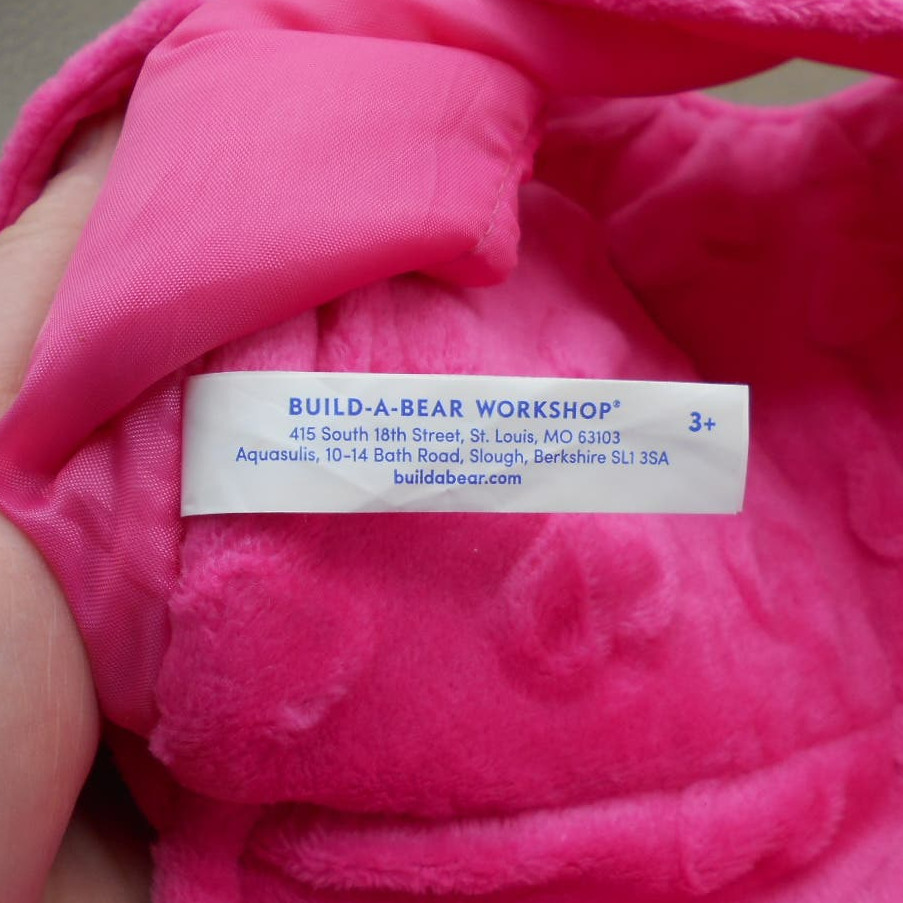 BUILD-A-BEAR WORKSHOP®
3+
415 South 18th Street, St. Louis, MO 63103
Aquasulis, 10-14 Bath Road, Slough, Berkshire SL1 3SA
buildabear.com